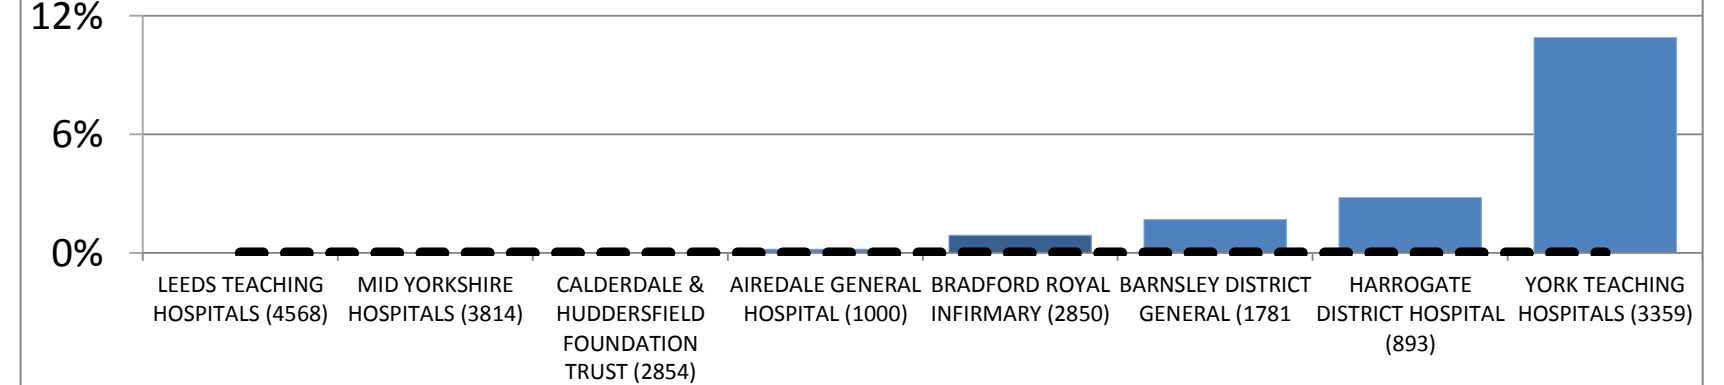 12%
6%
0%
LEEDS TEACHING
HOSPITALS (4568)
MID YORKSHIRE
HOSPITALS (3814)
CALDERDALE &
HUDDERSFIELD
FOUNDATION
TRUST (2854)
AIREDALE GENERAL
HOSPITAL (1000)
BRADFORD ROYAL
INFIRMARY (2850)
BARNSLEY DISTRICT
GENERAL (1781
HARROGATE
DISTRICT HOSPITAL
(893)
YORK TEACHING
HOSPITALS (3359)